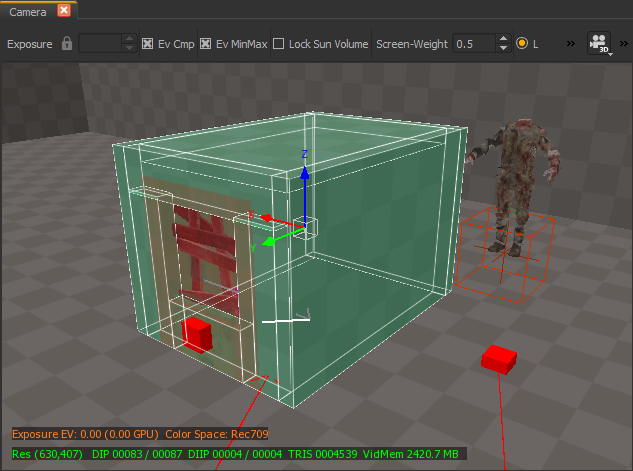 Camera
Exposure Ev Cmp Ev MinMax Lock Sun Volume Screen-Weight 0.5 L 3D
Z
Y
Exposure EV: 0.00 (0.00 GPU) Color Space: Rec709
Res (630,407) DIP 00083 / 00087 DIIP 00004 / 00004 TRIS 0004539 VidMem 2420.7 MB